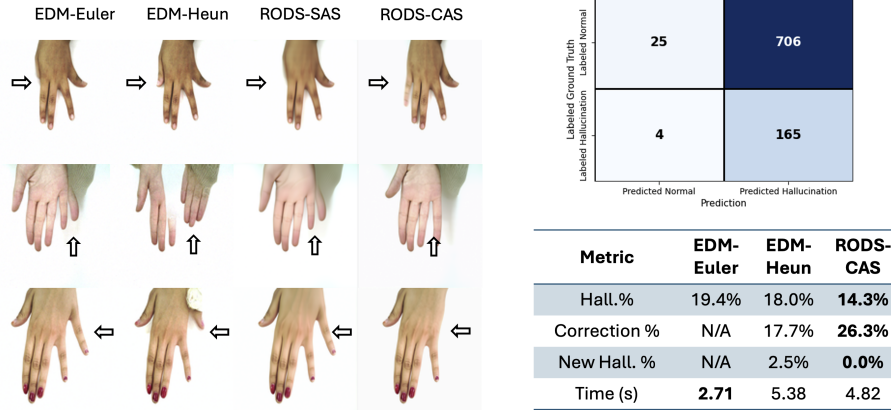 EDM-Euler EDM-Heun RODS-SAS RODS-CAS
Labeled Ground Truth
Labeled Normal
Labeled Hallucination
25 706
4 165
Predicted Normal Predicted Hallucination
Prediction
Metric EDM-Euler EDM-Heun RODS-CAS
Hall.% 19.4% 18.0% 14.3%
Correction % N/A 17.7% 26.3%
New Hall. % N/A 2.5% 0.0%
Time (s) 2.71 5.38 4.82